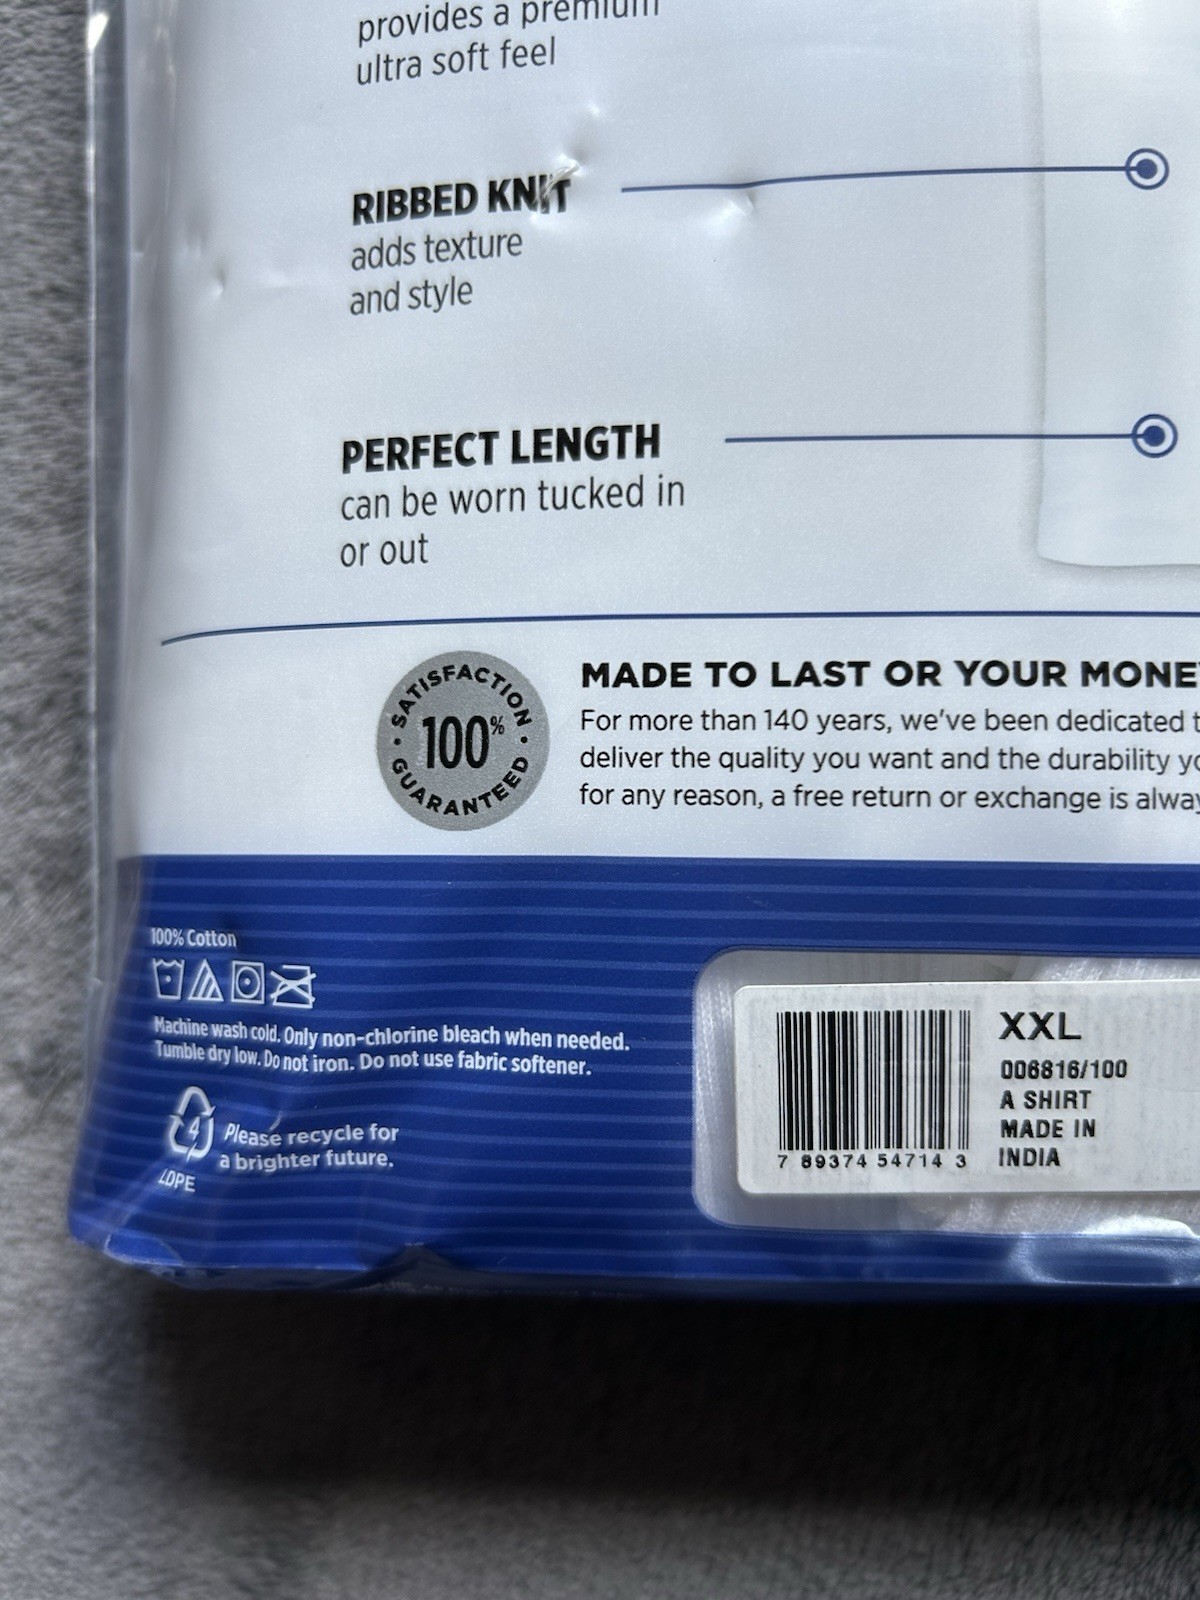 provides a premium
ultra soft feel
RIBBED KNIT
adds texture
and style
PERFECT LENGTH
can be worn tucked in
or out
SATISFACTION
100%
GUARANTEED
MADE TO LAST OR YOUR MONE
For more than 140 years, we've been dedicated t
deliver the quality you want and the durability yo
for any reason, a free return or exchange is alway
100% Cotton
Machine wash cold. Only non-chlorine bleach when needed.
Tumble dry low. Do not iron. Do not use fabric softener.
4
LDPE
Please recycle for
a brighter future.
XXL
006816/100
A SHIRT
MADE IN
INDIA
7 89374 54714 3